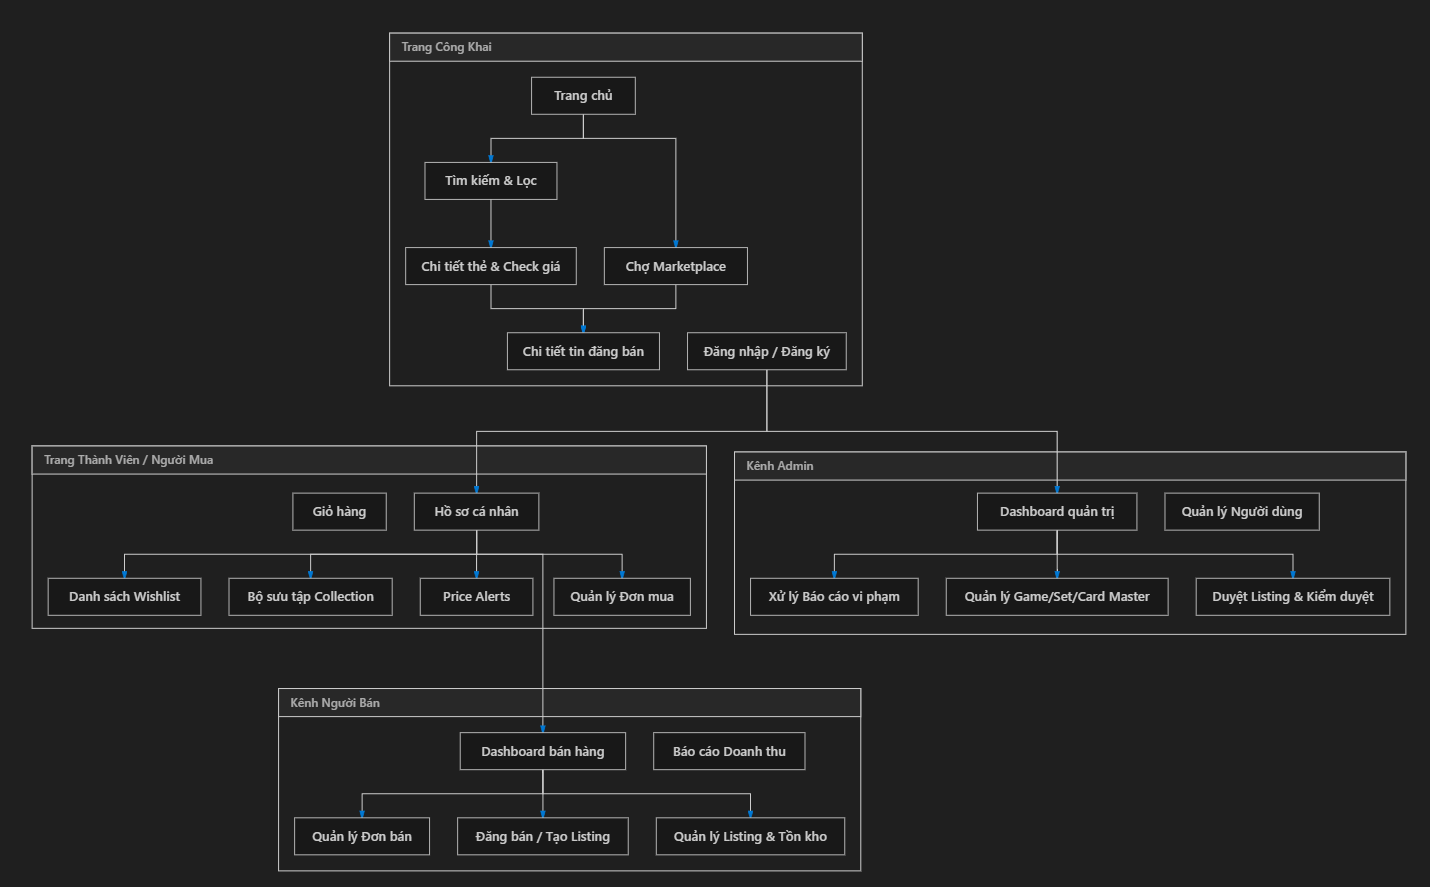 Trang Công Khai
Trang chủ
Tìm kiếm & Lọc
Chi tiết thẻ & Check giá
Chợ Marketplace
Chi tiết tin đăng bán
Đăng nhập / Đăng ký
Trang Thành Viên / Người Mua
Giỏ hàng
Hồ sơ cá nhân
Danh sách Wishlist
Bộ sưu tập Collection
Price Alerts
Quản lý Đơn mua
Kênh Admin
Dashboard quản trị
Quản lý Người dùng
Xử lý Báo cáo vi phạm
Quản lý Game/Set/Card Master
Duyệt Listing & Kiểm duyệt
Kênh Người Bán
Dashboard bán hàng
Báo cáo Doanh thu
Quản lý Đơn bán
Đăng bán / Tạo Listing
Quản lý Listing & Tồn kho